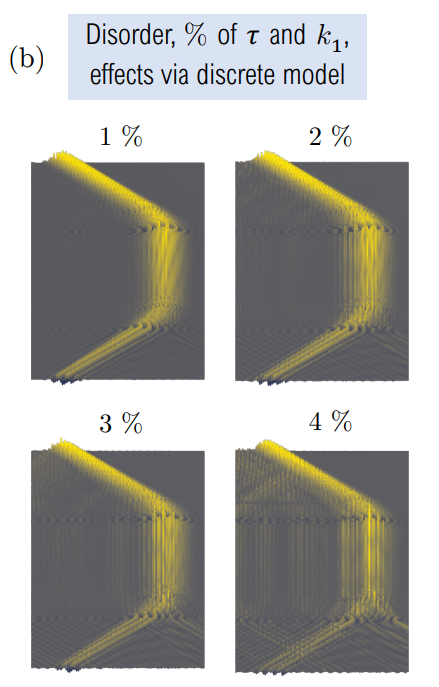 (b)
Disorder, % of τ and k₁,
effects via discrete model
1 %
2 %
3 %
4 %